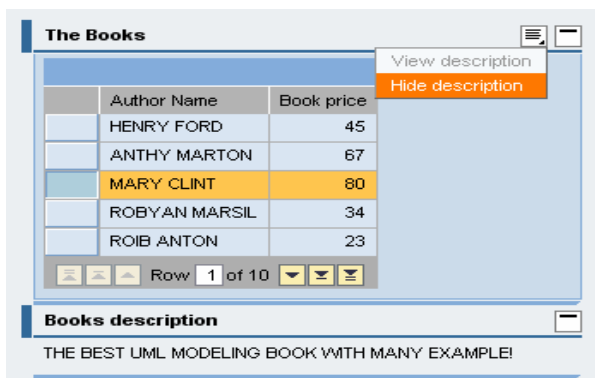 The Books
View description
Hide description
Author Name Book price
HENRY FORD 45
ANTHY MARTON 67
MARY CLINT 80
ROBYAN MARSIL 34
ROIB ANTON 23
Row 1 of 10
Books description
THE BEST UML MODELING BOOK WITH MANY EXAMPLE!